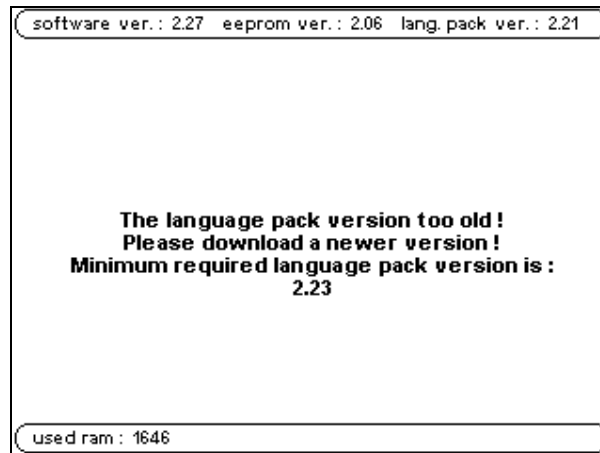 software ver. : 2.27 eeprom ver. : 2.06 lang. pack ver. : 2.21
The language pack version too old !
Please download a newer version !
Minimum required language pack version is :
2.23
used ram : 1646